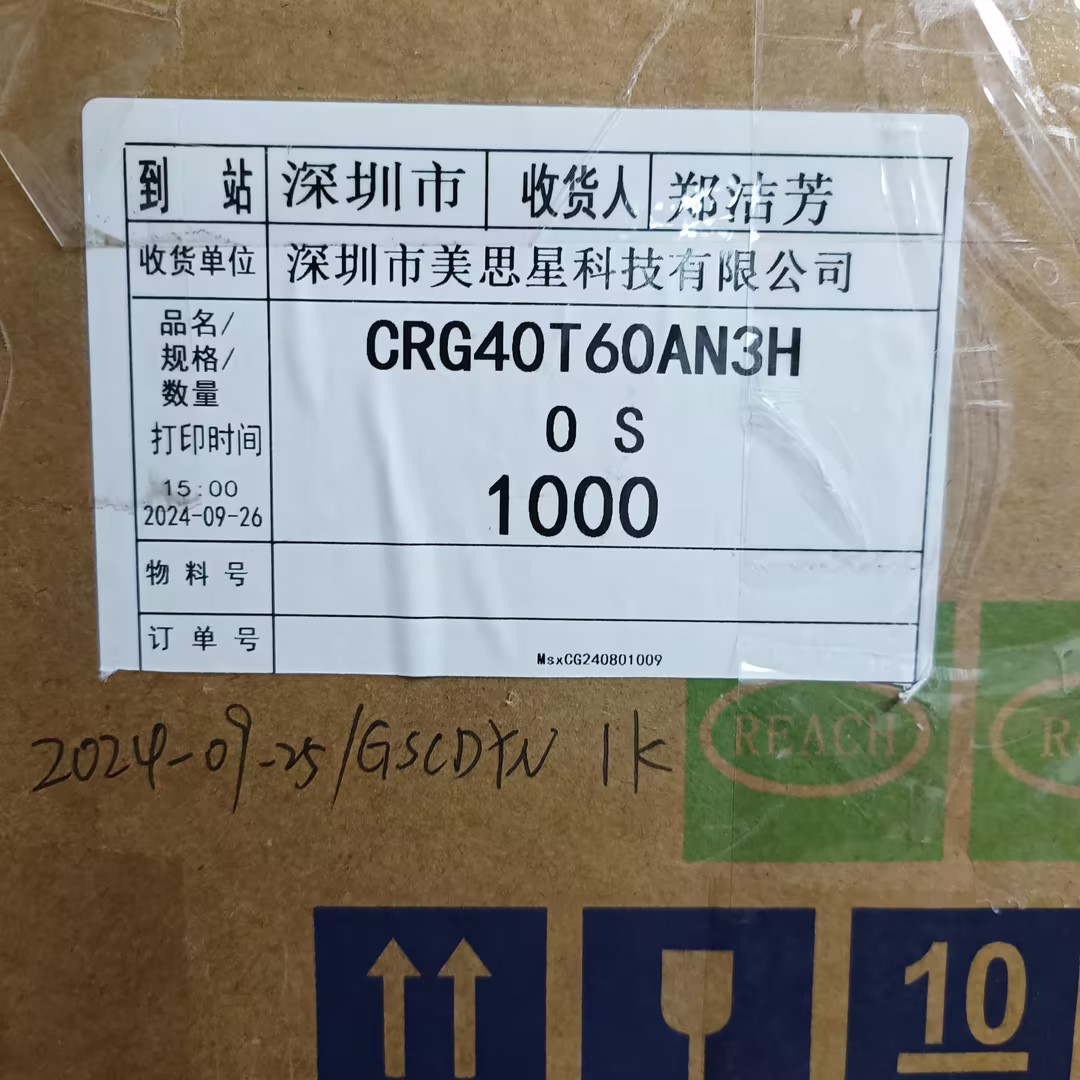 到 站 深圳市 收货人 郑洁芳
收货单位 深圳市美思星科技有限公司
品名/
规格/
数量
CRG40T60AN3H
0 S
1000
打印时间
15:00
2024-09-26
物 料 号
订 单 号 MsxCG240801009
2024-09-25/GSCDYN 1K
REACH
R
10